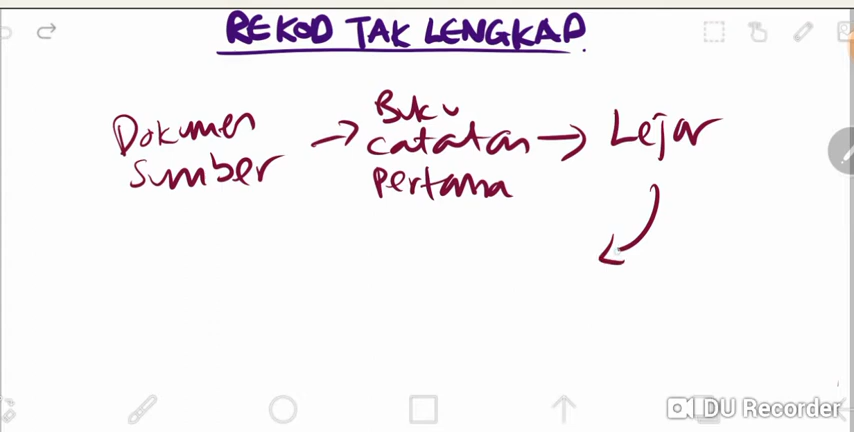 REKOD TAK LENGKAP.
Dokumen
Sumber
Buku
catatan
pertama
Lejar
DU Recorder